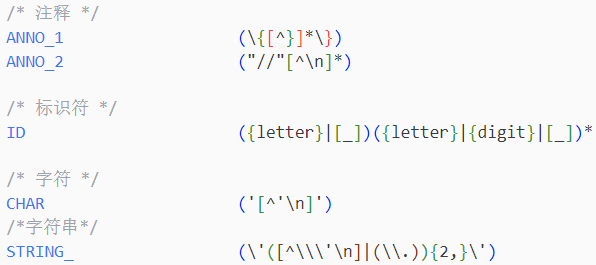 /* 注释 */
ANNO_1 (\{[^}]*\})
ANNO_2 ("//"[^\n]*)
/* 标识符 */
ID ({letter}|[_])({letter}|{digit}|[_])*
/* 字符 */
CHAR ('[^'\n]')
/*字符串*/
STRING_ (\'([^\\\'\n]|(\\.)){2,}\')